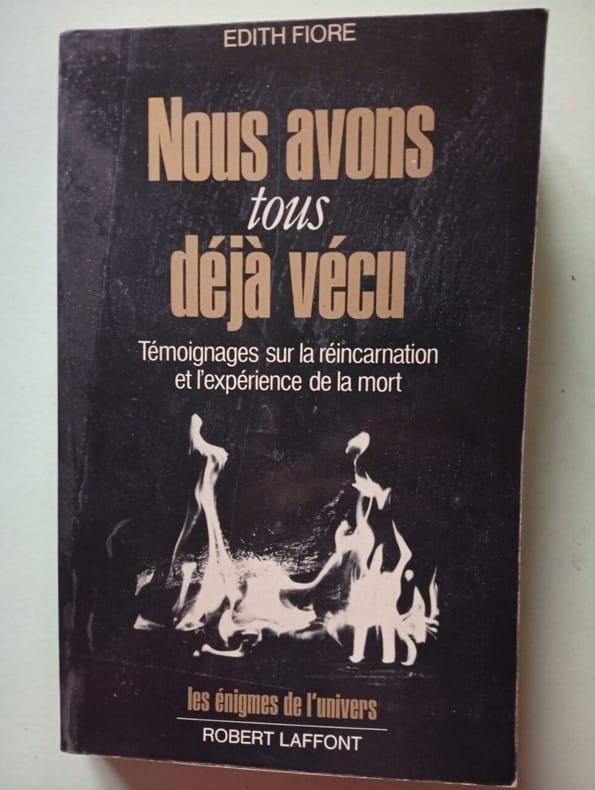 EDITH FIORE
Nous avons
tous
déjà vécu
Témoignages sur la réincarnation
et l'expérience de la mort
les énigmes de l'univers
ROBERT LAFFONT